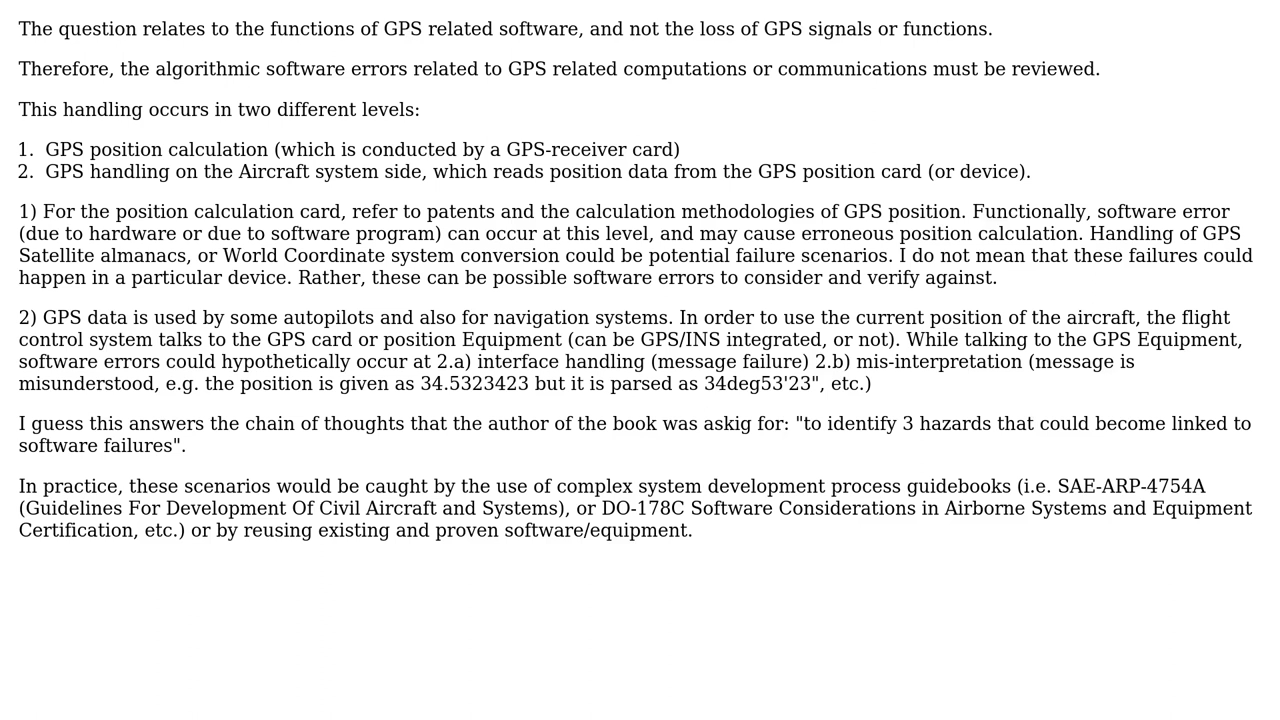 The question relates to the functions of GPS related software, and not the loss of GPS signals or functions.
Therefore, the algorithmic software errors related to GPS related computations or communications must be reviewed.
This handling occurs in two different levels:
1. GPS position calculation (which is conducted by a GPS-receiver card)
2. GPS handling on the Aircraft system side, which reads position data from the GPS position card (or device).
1) For the position calculation card, refer to patents and the calculation methodologies of GPS position. Functionally, software error
(due to hardware or due to software program) can occur at this level, and may cause erroneous position calculation. Handling of GPS
Satellite almanacs, or World Coordinate system conversion could be potential failure scenarios. I do not mean that these failures could
happen in a particular device. Rather, these can be possible software errors to consider and verify against.
2) GPS data is used by some autopilots and also for navigation systems. In order to use the current position of the aircraft, the flight
control system talks to the GPS card or position Equipment (can be GPS/INS integrated, or not). While talking to the GPS Equipment,
software errors could hypothetically occur at 2.a) interface handling (message failure) 2.b) mis-interpretation (message is
misunderstood, e.g. the position is given as 34.5323423 but it is parsed as 34deg53'23", etc.)
I guess this answers the chain of thoughts that the author of the book was askig for: "to identify 3 hazards that could become linked to
software failures".
In practice, these scenarios would be caught by the use of complex system development process guidebooks (i.e. SAE-ARP-4754A
(Guidelines For Development Of Civil Aircraft and Systems), or DO-178C Software Considerations in Airborne Systems and Equipment
Certification, etc.) or by reusing existing and proven software/equipment.